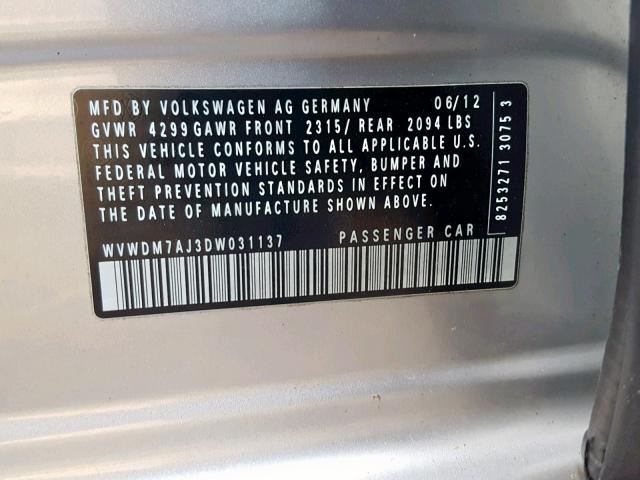 MFD BY VOLKSWAGEN AG GERMANY 06/12
GVWR 4299 GAWR FRONT 2315/ REAR 2094 LBS
THIS VEHICLE CONFORMS TO ALL APPLICABLE U.S.
FEDERAL MOTOR VEHICLE SAFETY, BUMPER AND
THEFT PREVENTION STANDARDS IN EFFECT ON
THE DATE OF MANUFACTURE SHOWN ABOVE.
WVWDM7AJ3DW031137 PASSENGER CAR
8253271 3075 3